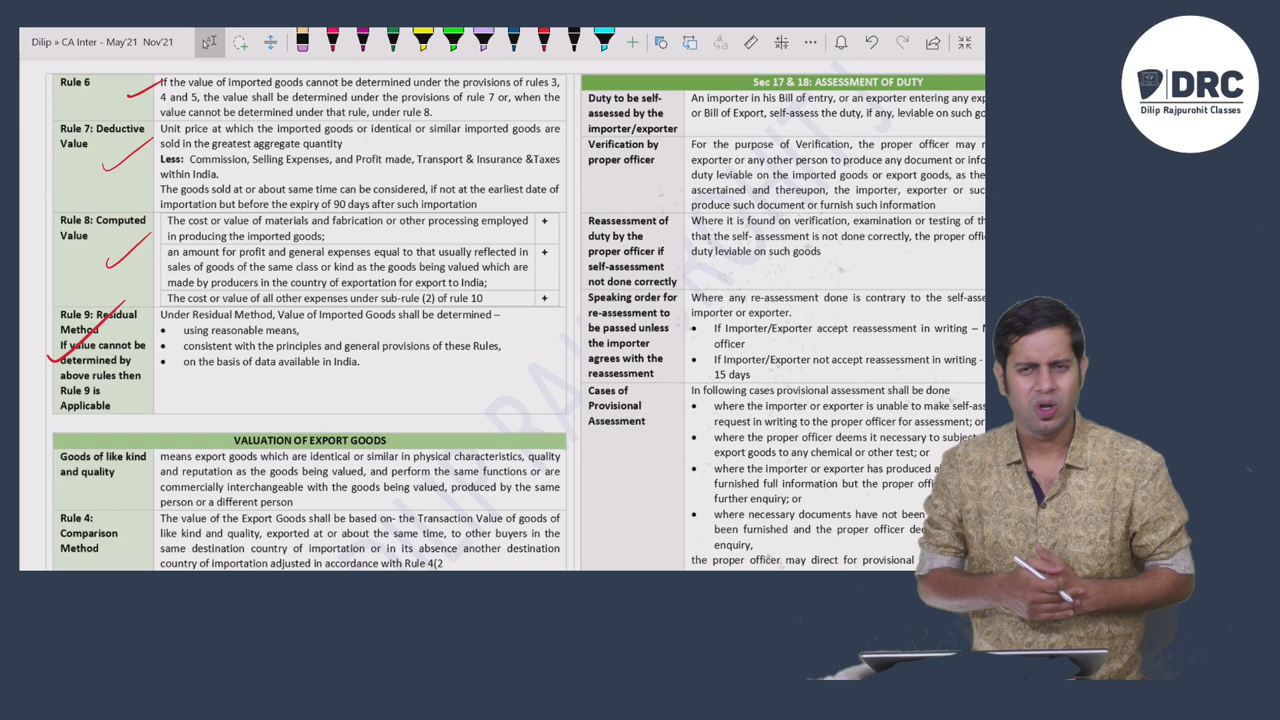 Dilip » CA Inter - May'21 Nov'21
DRC
Dilip Rajpurohit Classes
Rule 6
If the value of imported goods cannot be determined under the provisions of rules 3,
4 and 5, the value shall be determined under the provisions of rule 7 or, when the
value cannot be determined under that rule, under rule 8.
Rule 7: Deductive
Value
Unit price at which the imported goods or identical or similar imported goods are
sold in the greatest aggregate quantity
Less: Commission, Selling Expenses, and Profit made, Transport & Insurance &Taxes
within India.
The goods sold at or about same time can be considered, if not at the earliest date of
importation but before the expiry of 90 days after such importation
Rule 8: Computed
Value
The cost or value of materials and fabrication or other processing employed +
in producing the imported goods;
an amount for profit and general expenses equal to that usually reflected in +
sales of goods of the same class or kind as the goods being valued which are
made by producers in the country of exportation for export to India;
The cost or value of all other expenses under sub-rule (2) of rule 10 +
Rule 9: Residual
Method
If value cannot be
determined by
above rules then
Rule 9 is
Applicable
Under Residual Method, Value of Imported Goods shall be determined –
• using reasonable means,
• consistent with the principles and general provisions of these Rules,
• on the basis of data available in India.
VALUATION OF EXPORT GOODS
Goods of like kind
and quality
means export goods which are identical or similar in physical characteristics, quality
and reputation as the goods being valued, and perform the same functions or are
commercially interchangeable with the goods being valued, produced by the same
person or a different person
Rule 4:
Comparison
Method
The value of the Export Goods shall be based on- the Transaction Value of goods of
like kind and quality, exported at or about the same time, to other buyers in the
same destination country of importation or in its absence another destination
country of importation adjusted in accordance with Rule 4(2
Sec 17 & 18: ASSESSMENT OF DUTY
Duty to be self-
assessed by the
importer/exporter
An importer in his Bill of entry, or an exporter entering any exp
or Bill of Export, self-assess the duty, if any, leviable on such go
Verification by
proper officer
For the purpose of Verification, the proper officer may r
exporter or any other person to produce any document or info
duty leviable on the imported goods or export goods, as the
ascertained and thereupon, the importer, exporter or suc
produce such document or furnish such information
Reassessment of
duty by the
proper officer if
self-assessment
not done correctly
Where it is found on verification, examination or testing of th
that the self- assessment is not done correctly, the proper offi
duty leviable on such goods
Speaking order for
re-assessment to
be passed unless
the importer
agrees with the
reassessment
Where any re-assessment done is contrary to the self-asse
importer or exporter.
• If Importer/Exporter accept reassessment in writing – N
officer
• If Importer/Exporter not accept reassessment in writing -
15 days
Cases of
Provisional
Assessment
In following cases provisional assessment shall be done
• where the importer or exporter is unable to make self-ass
request in writing to the proper officer for assessment; or
• where the proper officer deems it necessary to subject
export goods to any chemical or other test; or
• where the importer or exporter has produced a
furnished full information but the proper offi
further enquiry; or
• where necessary documents have not been
been furnished and the proper officer dee
enquiry,
the proper officer may direct for provisional